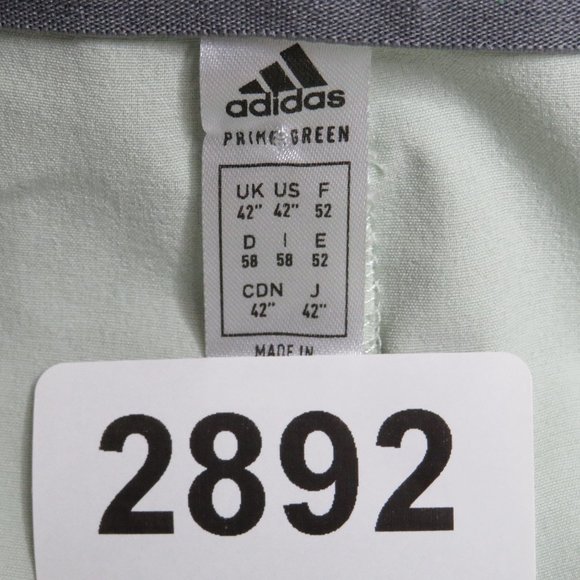 adidas
PRIMEGREEN
UK US F
42" 42" 52
D I E
58 58 52
CDN J
42" 42"
MADE IN
2892